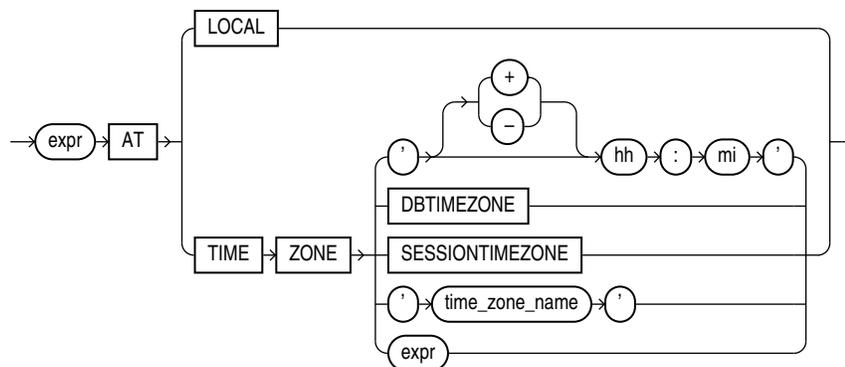 LOCAL
+
–
expr AT
' hh : mi '
DBTIMEZONE
TIME ZONE SESSIONTIMEZONE
' time_zone_name '
expr